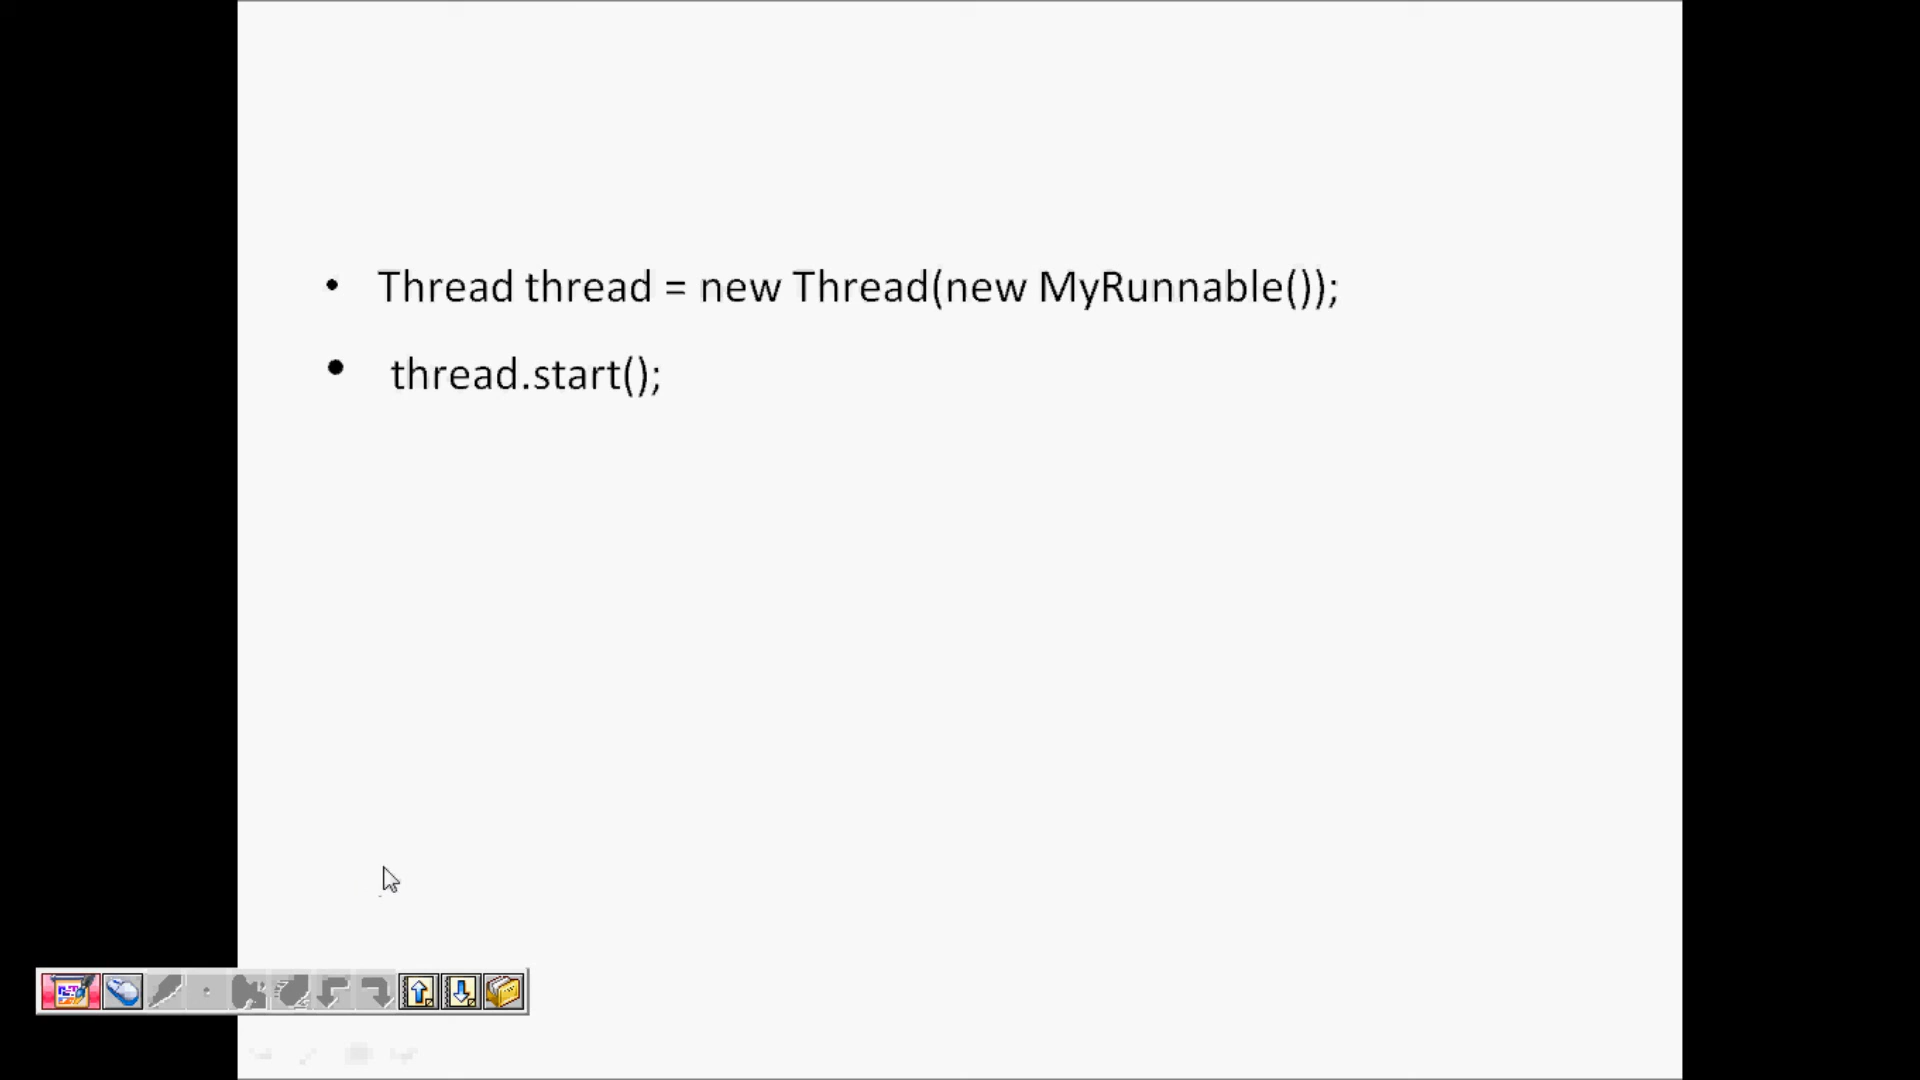 • Thread thread = new Thread(new MyRunnable());
• thread.start();